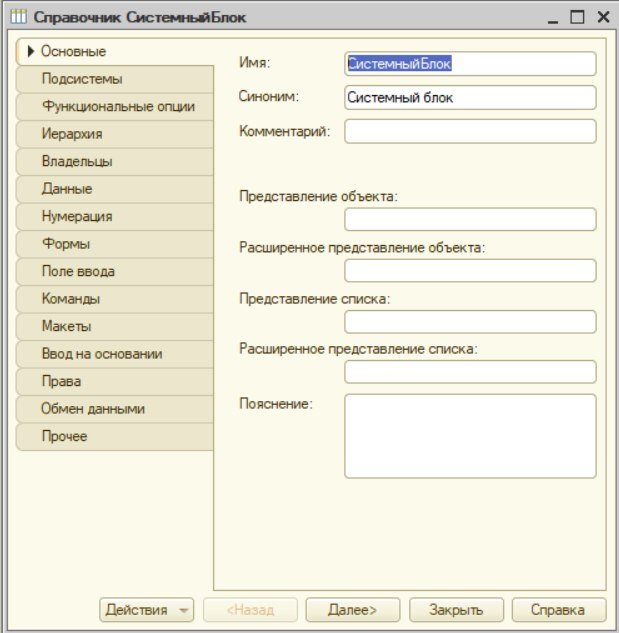 Справочник СистемныйБлок
Основные
Подсистемы
Функциональные опции
Иерархия
Владельцы
Данные
Нумерация
Формы
Поле ввода
Команды
Макеты
Ввод на основании
Права
Обмен данными
Прочее
Имя: СистемныйБлок
Синоним: Системный блок
Комментарий:
Представление объекта:
Расширенное представление объекта:
Представление списка:
Расширенное представление списка:
Пояснение:
Действия <Назад Далее> Закрыть Справка